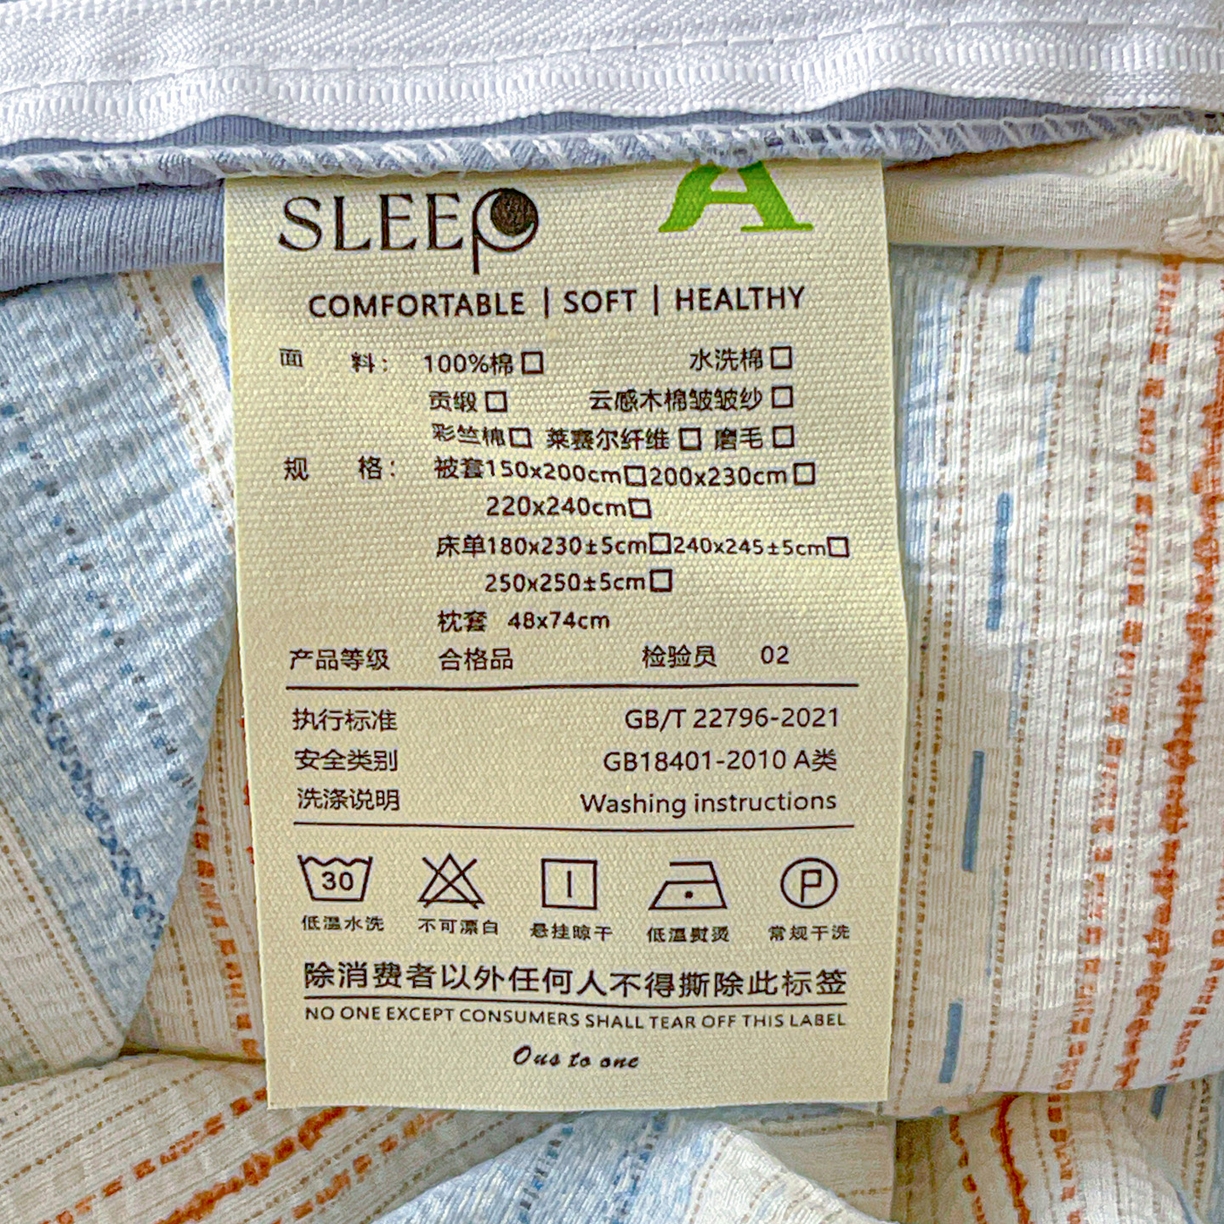 SLEEP A
COMFORTABLE | SOFT | HEALTHY
面 料: 100%棉□ 水洗棉□
贡缎□ 云感木棉皱皱纱□
彩竺棉□ 莱赛尔纤维□ 磨毛□
规 格: 被套150x200cm□200x230cm□
220x240cm□
床单180x230±5cm□240x245±5cm□
250x250±5cm□
枕套 48x74cm
产品等级 合格品 检验员 02
执行标准 GB/T 22796-2021
安全类别 GB18401-2010 A类
洗涤说明 Washing instructions
30 P
低温水洗 不可漂白 悬挂晾干 低温熨烫 常规干洗
除消费者以外任何人不得撕除此标签
NO ONE EXCEPT CONSUMERS SHALL TEAR OFF THIS LABEL
Ous to one